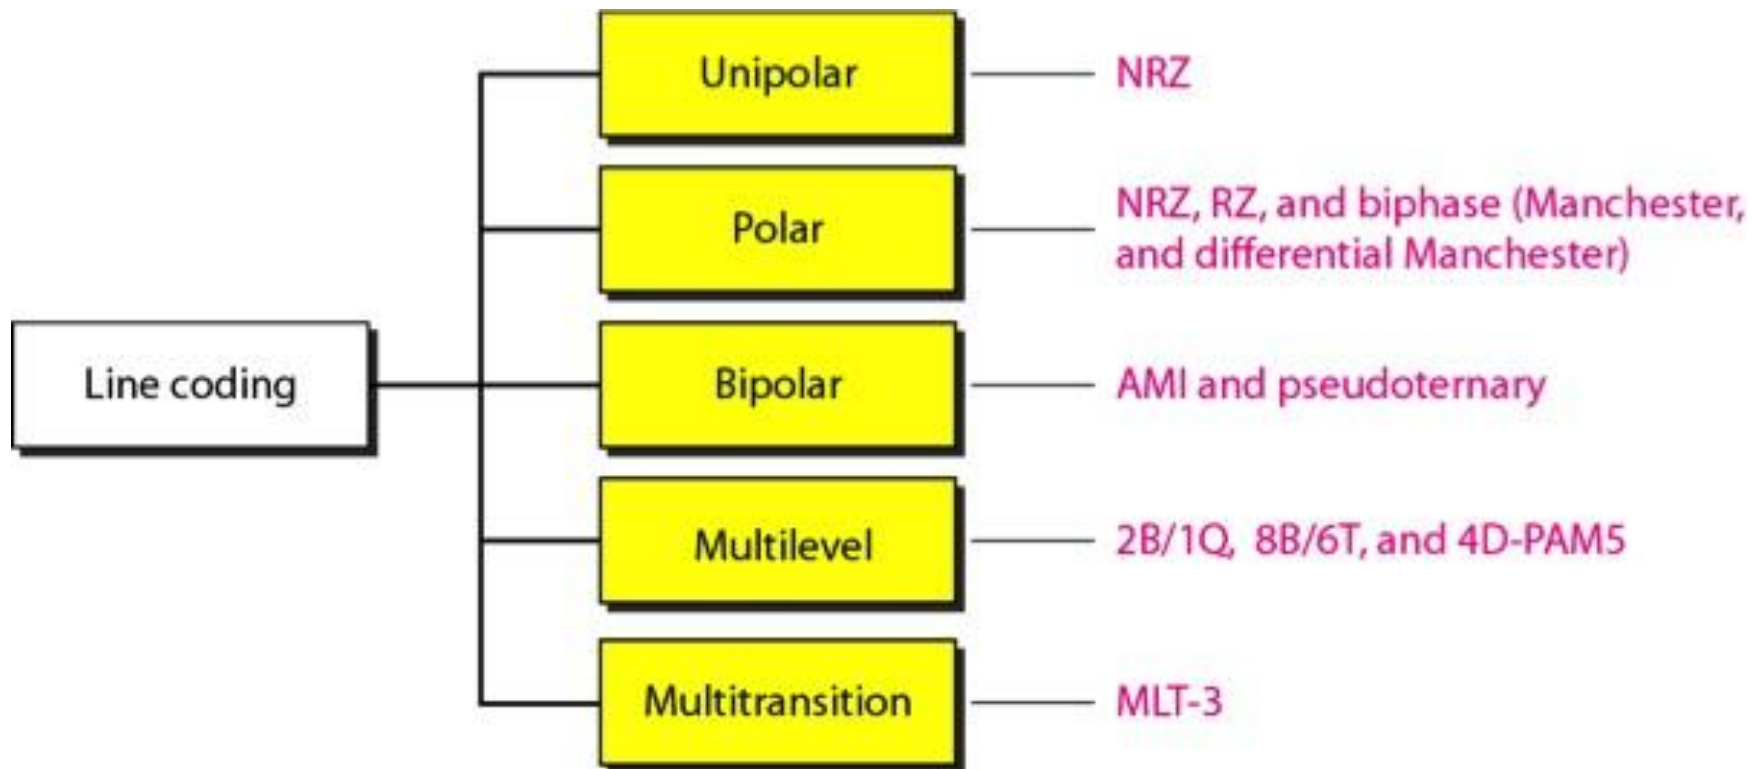 Unipolar
NRZ
Polar
NRZ, RZ, and biphase (Manchester,
and differential Manchester)
Line coding
Bipolar
AMI and pseudoternary
Multilevel
2B/1Q, 8B/6T, and 4D-PAM5
Multitransition
MLT-3